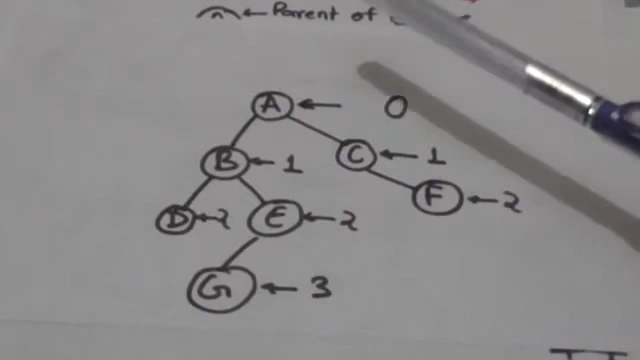 ← Parent of
A ← 0
B ← 1 C ← 1
D ← 2 E ← 2 F ← 2
G ← 3